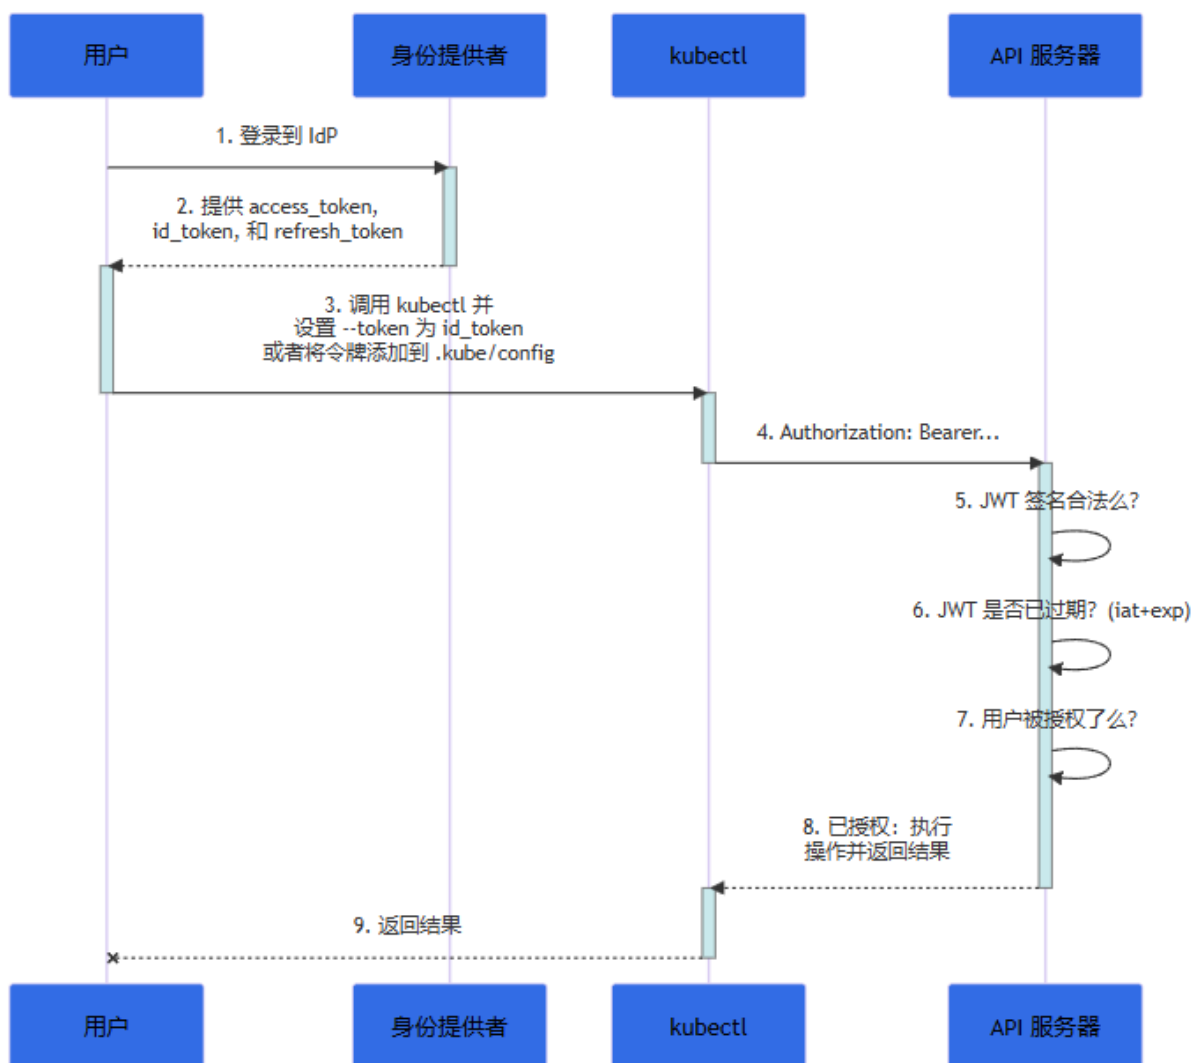 用户
身份提供者
kubectl
API 服务器
1. 登录到 IdP
2. 提供 access_token,
id_token, 和 refresh_token
3. 调用 kubectl 并
设置 --token 为 id_token
或者将令牌添加到 .kube/config
4. Authorization: Bearer...
5. JWT 签名合法么?
6. JWT 是否已过期? (iat+exp)
7. 用户被授权了么?
8. 已授权: 执行
操作并返回结果
9. 返回结果
用户
身份提供者
kubectl
API 服务器